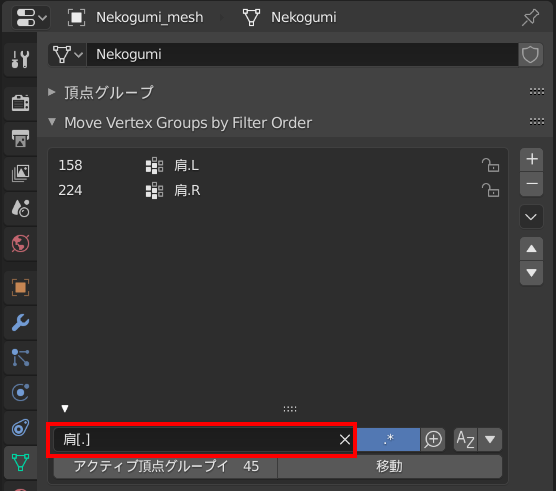 Nekogumi_mesh > Nekogumi
Nekogumi
頂点グループ
Move Vertex Groups by Filter Order
158 肩.L
224 肩.R
肩[.] .* AZ
アクティブ頂点グループイ 45 移動